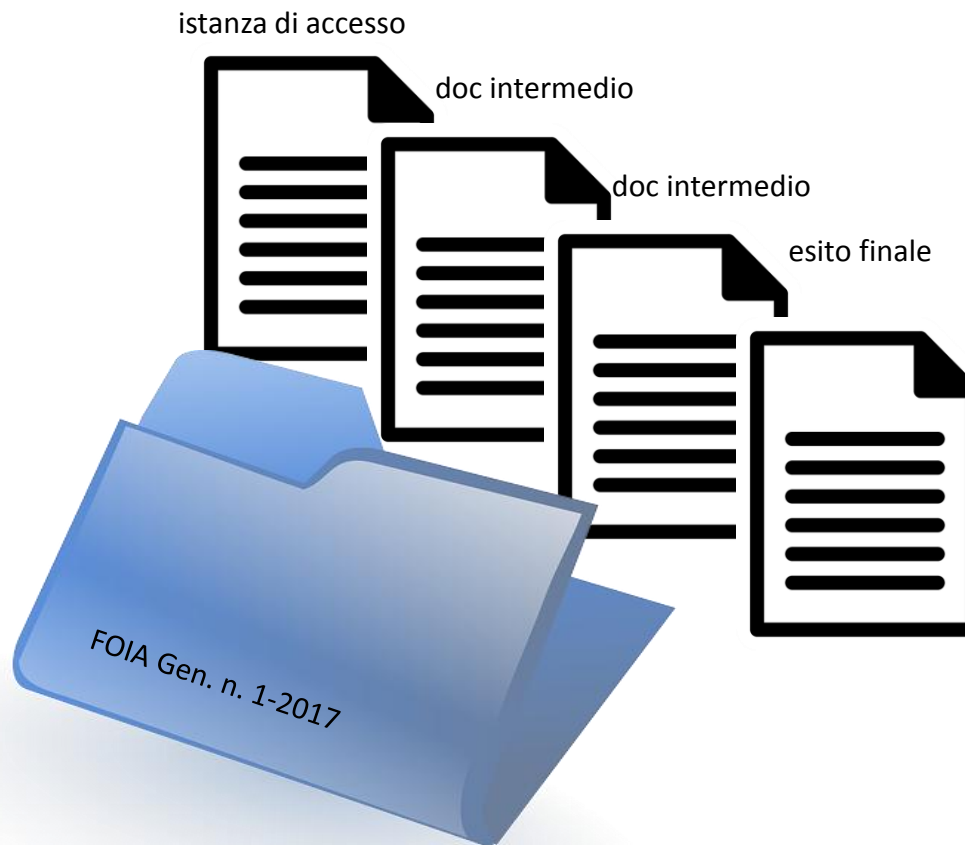 istanza di accesso
doc intermedio
doc intermedio
esito finale
FOIA Gen. n. 1-2017